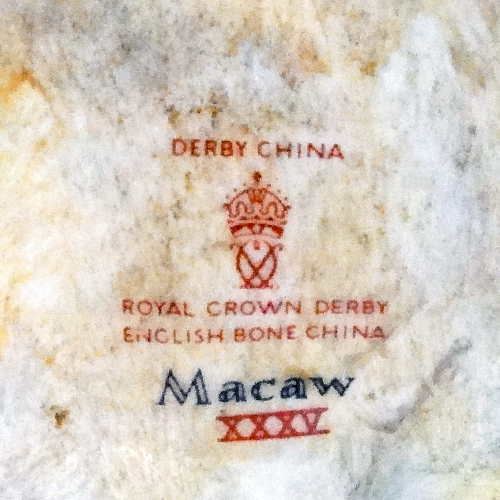 DERBY CHINA
ROYAL CROWN DERBY
ENGLISH BONE CHINA
Macaw
XXXV